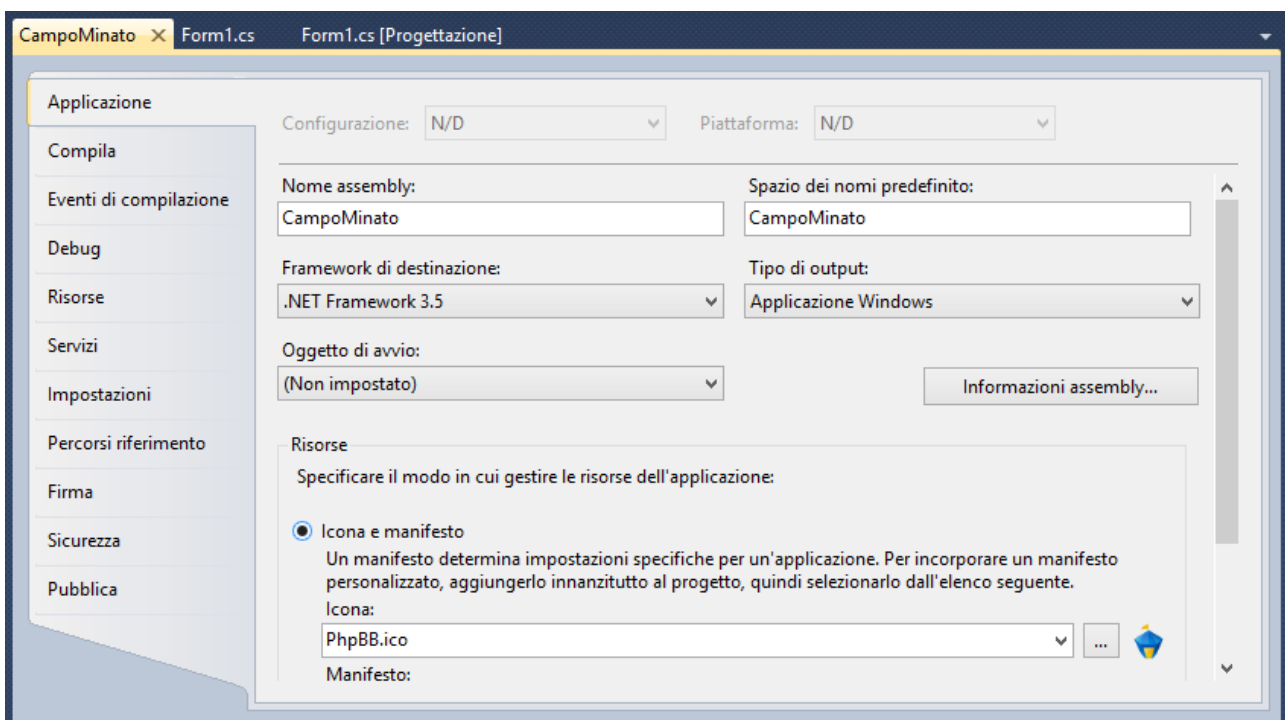 CampoMinato Form1.cs Form1.cs [Progettazione]
Applicazione
Compila
Eventi di compilazione
Debug
Risorse
Servizi
Impostazioni
Percorsi riferimento
Firma
Sicurezza
Pubblica
Configurazione: N/D Piattaforma: N/D
Nome assembly: Spazio dei nomi predefinito:
CampoMinato CampoMinato
Framework di destinazione: Tipo di output:
.NET Framework 3.5 Applicazione Windows
Oggetto di avvio:
(Non impostato) Informazioni assembly...
Risorse
Specificare il modo in cui gestire le risorse dell'applicazione:
Icona e manifesto
Un manifesto determina impostazioni specifiche per un'applicazione. Per incorporare un manifesto
personalizzato, aggiungerlo innanzitutto al progetto, quindi selezionarlo dall'elenco seguente.
Icona:
PhpBB.ico ...
Manifesto: